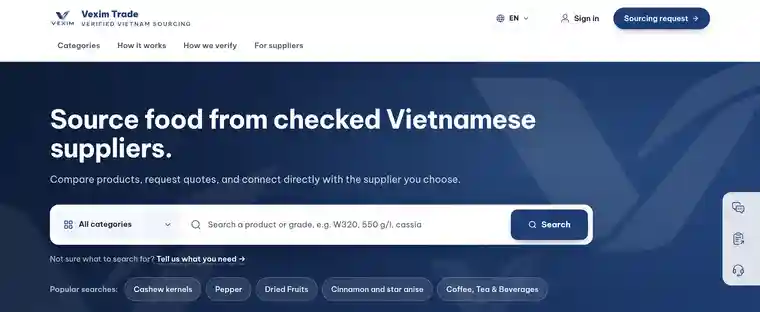 Vexim Trade
VEXIM
VERIFIED VIETNAM SOURCING
EN
Sign in
Sourcing request →
Categories
How it works
How we verify
For suppliers
Source food from checked Vietnamese
suppliers.
Compare products, request quotes, and connect directly with the supplier you choose.
All categories
Search a product or grade, e.g. W320, 550 g/l, cassia
Search
Not sure what to search for? Tell us what you need →
Popular searches:
Cashew kernels
Pepper
Dried Fruits
Cinnamon and star anise
Coffee, Tea & Beverages